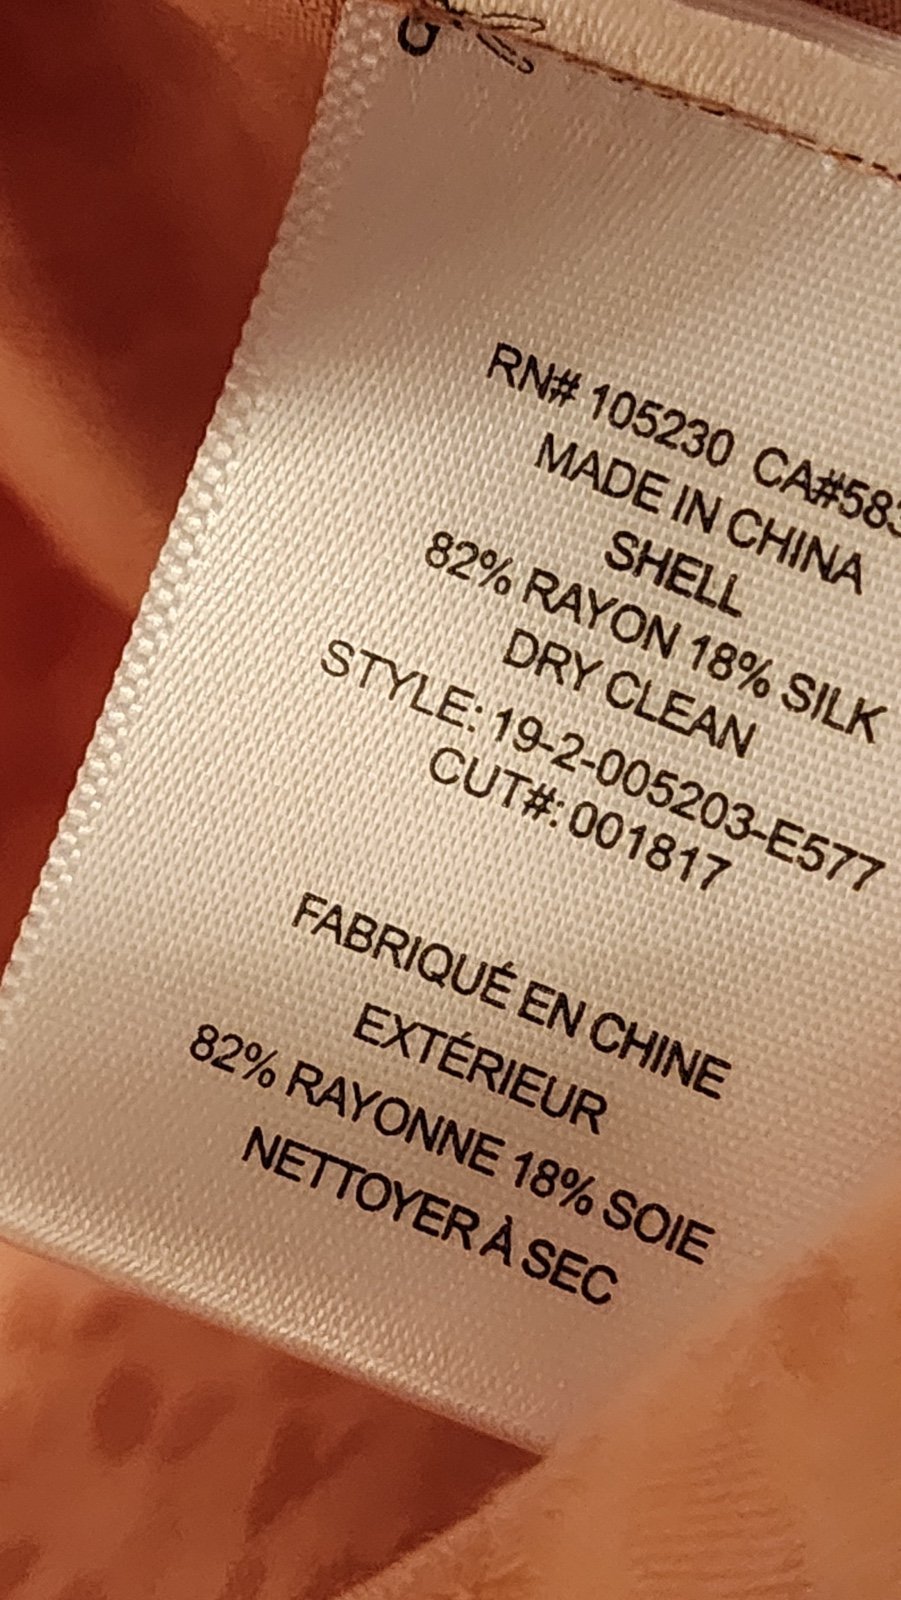 RN# 105230 CA#583
MADE IN CHINA
SHELL
82% RAYON 18% SILK
DRY CLEAN
STYLE: 19-2-005203-E577
CUT#: 001817
FABRIQUÉ EN CHINE
EXTÉRIEUR
82% RAYONNE 18% SOIE
NETTOYER À SEC